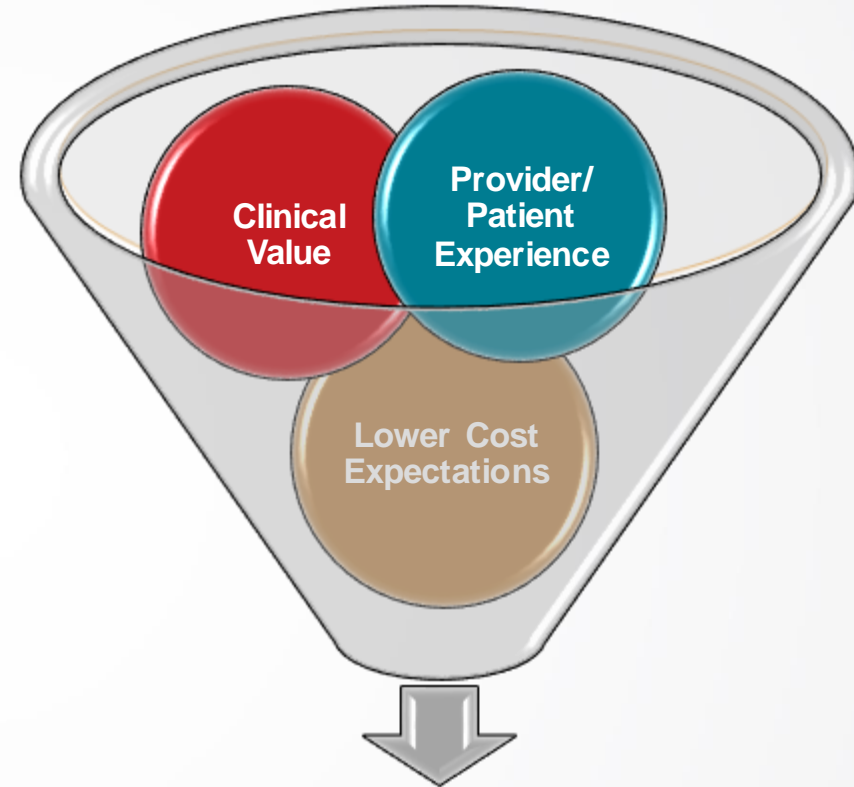 Clinical
Value
Provider/
Patient
Experience
Lower Cost
Expectations